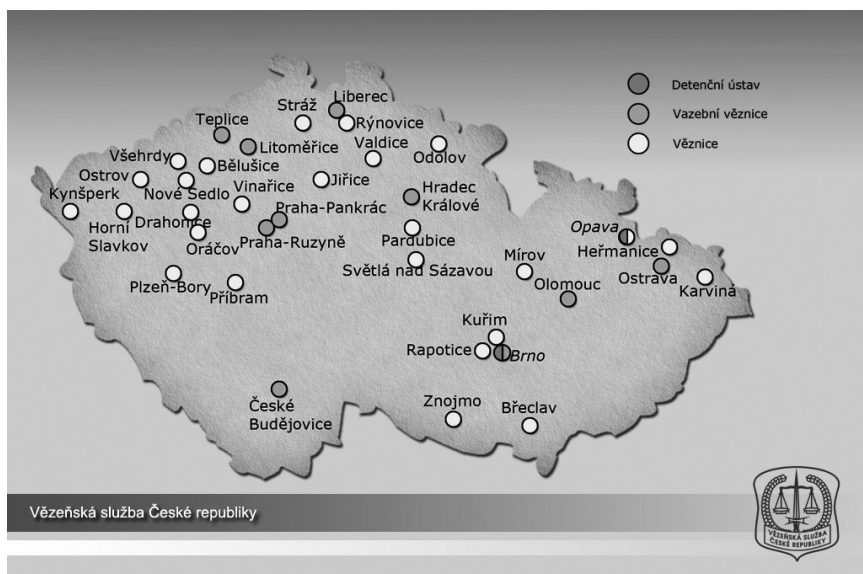 Detenční ústav
Vazební věznice
Věznice
Liberec
Stráž
Rýnovice
Teplice
Litoměřice
Valdice
Odolov
Všehrdy
Bělušice
Ostrov
Nové Sedlo
Jiřice
Kynšperk
Vinařice
Hradec
Králové
Praha-Pankrác
Horní
Slavkov
Drahonice
Oráčov
Praha-Ruzyně
Pardubice
Opava
Heřmanice
Světlá nad Sázavou
Mírov
Ostrava
Karviná
Plzeň-Bory
Příbram
Olomouc
Kuřim
Rapotice
Brno
České
Budějovice
Znojmo
Břeclav
Vězeňská služba České republiky
VĚZEŇSKÁ SLUŽBA
ČESKÉ REPUBLIKY